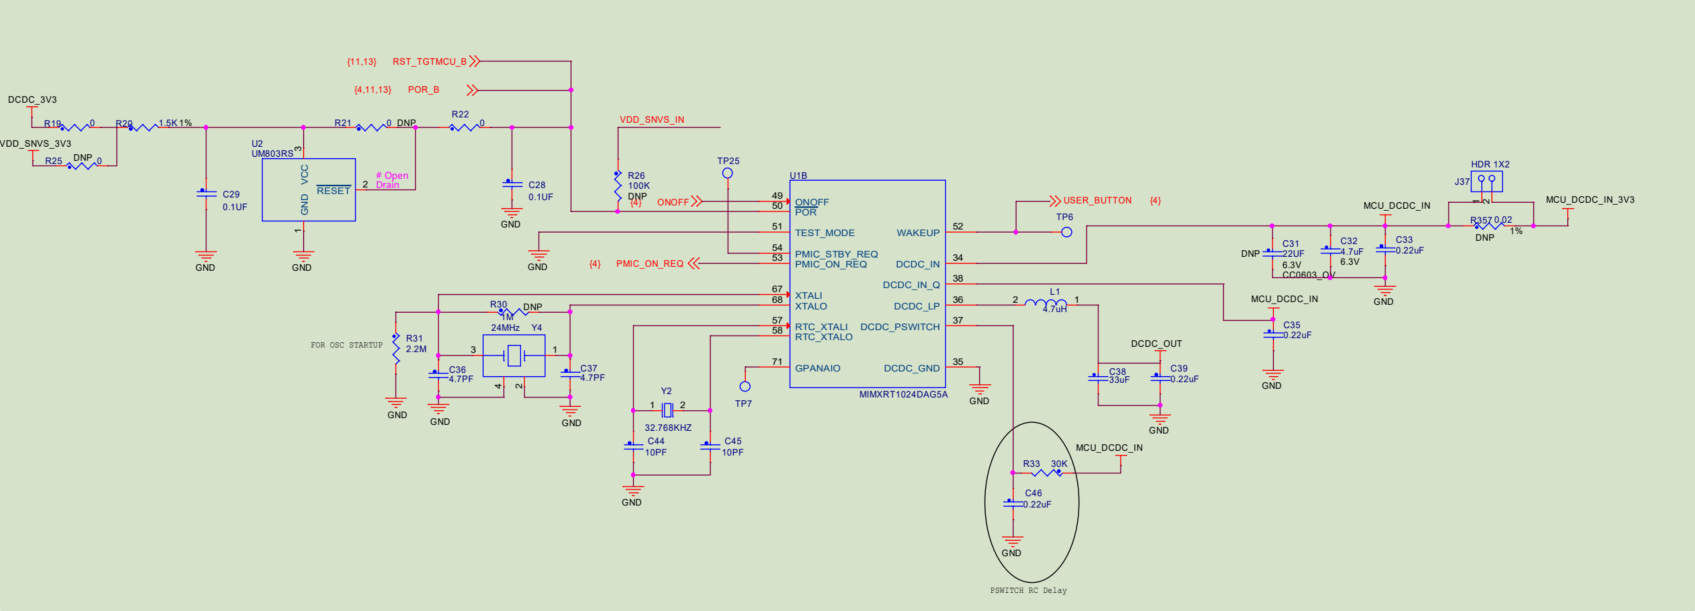 {11,13} RST_TGTMCU_B
{4,11,13} POR_B
DCDC_3V3
R19 0
R20 1.5K 1%
R21 0 DNP
R22 0
VDD_SNVS_3V3
R25 DNP 0
U2
UM803RS
3
VCC
GND
RESET
2
1
# Open
Drain
C29
0.1UF
GND
GND
C28
0.1UF
GND
VDD_SNVS_IN
R26
100K
DNP
TP25
{4} ONOFF
{4} PMIC_ON_REQ
GND
U1B
49 ONOFF
50 POR
51 TEST_MODE
54 PMIC_STBY_REQ
53 PMIC_ON_REQ
67 XTALI
68 XTALO
57 RTC_XTALI
58 RTC_XTALO
71 GPANAIO
WAKEUP 52
DCDC_IN 34
DCDC_IN_Q 38
DCDC_LP 36
DCDC_PSWITCH 37
DCDC_GND 35
MIMXRT1024DAG5A
USER_BUTTON {4}
TP6
GND
2 L1 1
4.7uH
R30 DNP
1M
24MHz Y4
3 1
4 2
FOR OSC STARTUP
R31
2.2M
GND
C36
4.7PF
GND
C37
4.7PF
GND
Y2
1 2
32.768KHZ
C44
10PF
C45
10PF
GND
TP7
DCDC_OUT
C38
33uF
C39
0.22uF
GND
HDR 1X2
J37
1 2
MCU_DCDC_IN
MCU_DCDC_IN_3V3
R357 0.02
DNP 1%
DNP C31
22UF
6.3V
CC0603_OV
C32
4.7uF
6.3V
C33
0.22uF
GND
MCU_DCDC_IN
C35
0.22uF
GND
MCU_DCDC_IN
R33 30K
C46
0.22uF
GND
PSWITCH RC Delay